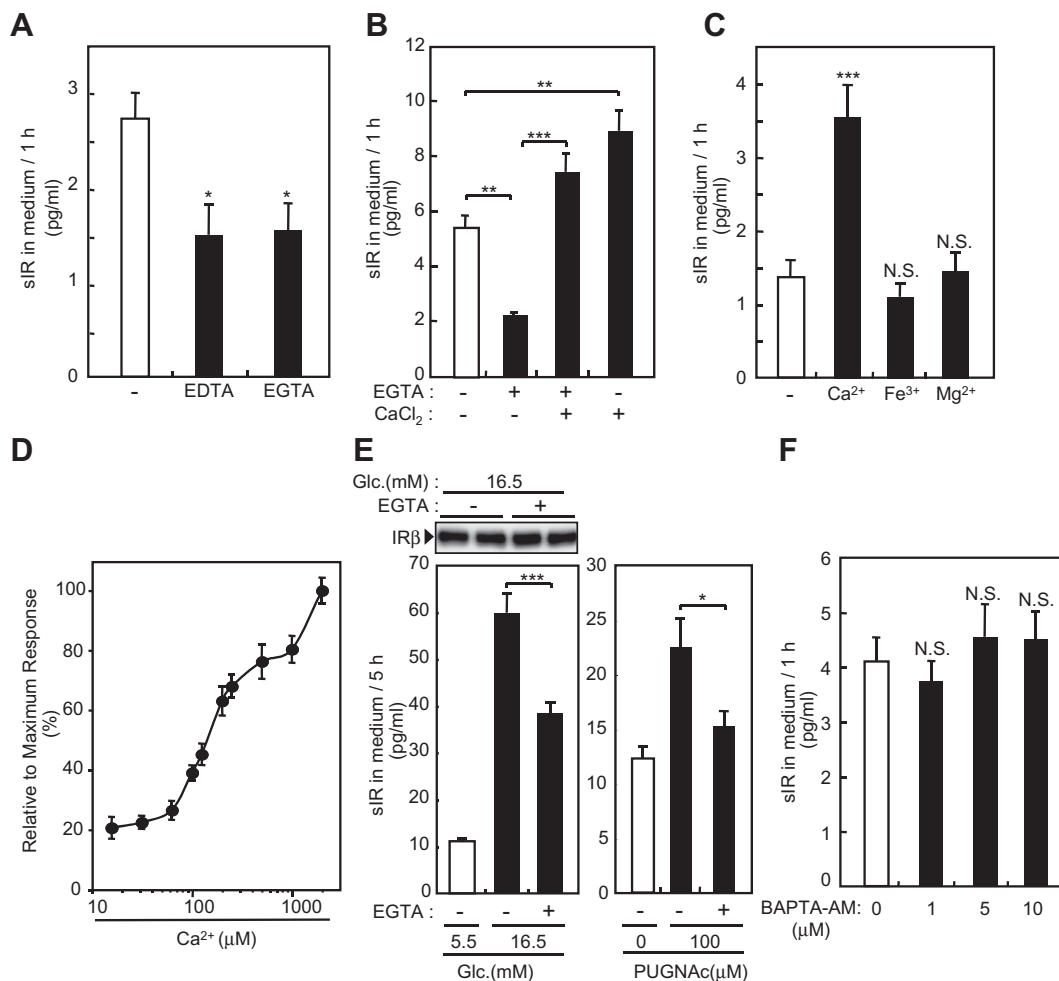 A
sIR in medium / 1 h
(pg/ml)
3
2
1
0
*
*
-
EDTA
EGTA
B
sIR in medium / 1 h
(pg/ml)
12
10
8
6
4
2
0
**
***
**
EGTA : - + + -
CaCl2 : - - + +
C
sIR in medium / 1 h
(pg/ml)
4
3
2
1
0
***
N.S.
N.S.
-
Ca2+
Fe3+
Mg2+
D
Relative to Maximum Response
(%)
100
80
60
40
20
0
10
100
1000
Ca2+ (µM)
E
Glc.(mM) : 16.5
EGTA : - +
IRβ
sIR in medium / 5 h
(pg/ml)
70
60
50
40
30
20
10
0
***
EGTA : - - +
5.5 16.5
Glc.(mM)
30
25
20
15
10
5
0
*
- - +
0 100
PUGNAc(µM)
F
sIR in medium / 1 h
(pg/ml)
6
5
4
3
2
1
0
N.S.
N.S.
N.S.
BAPTA-AM: 0 1 5 10
(µM)